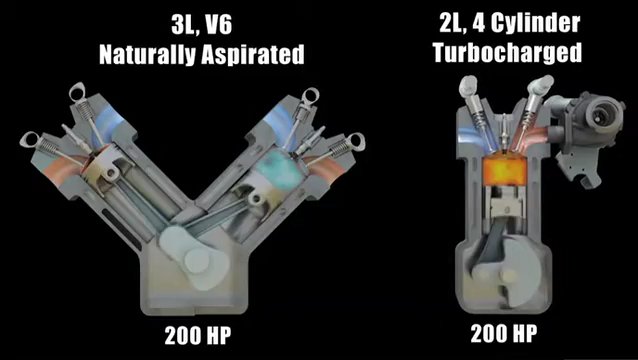 3L, V6
Naturally Aspirated
200 HP
2L, 4 Cylinder
Turbocharged
200 HP